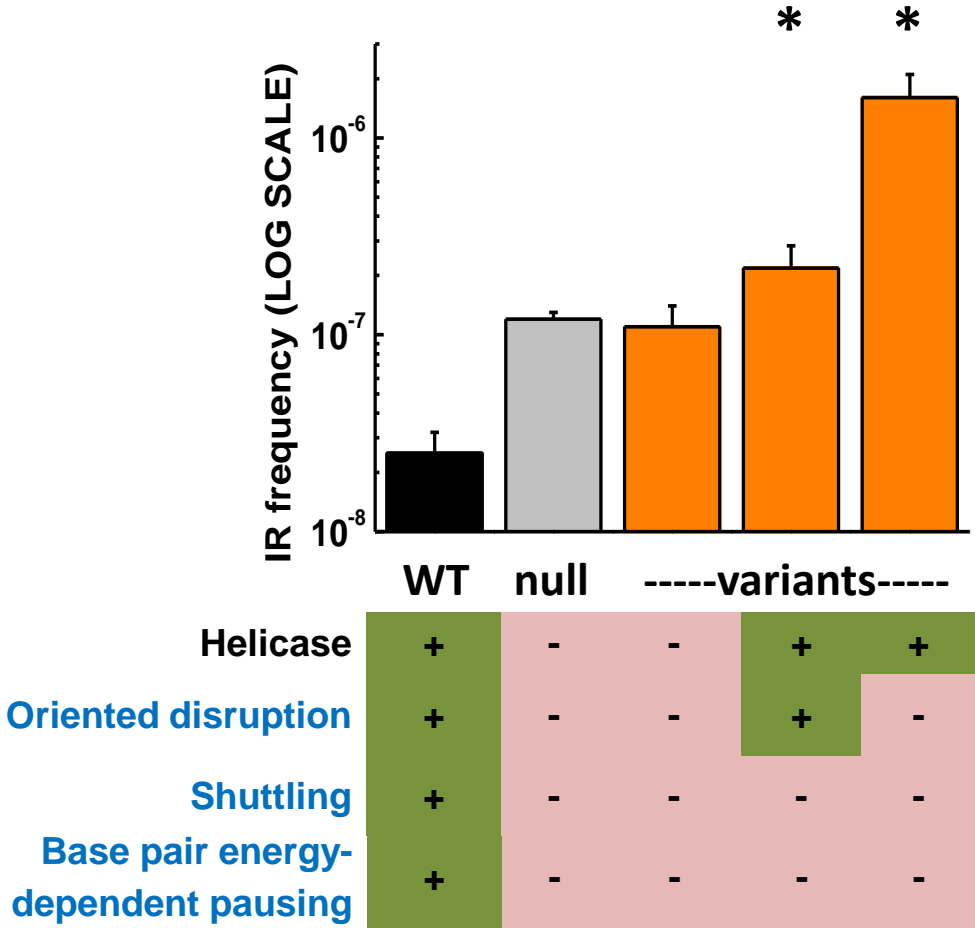 * *
IR frequency (LOG SCALE)
10⁻⁶
10⁻⁷
10⁻⁸
WT null -----variants-----
Helicase + - - + +
Oriented disruption + - - + -
Shuttling + - - - -
Base pair energy-
dependent pausing + - - - -